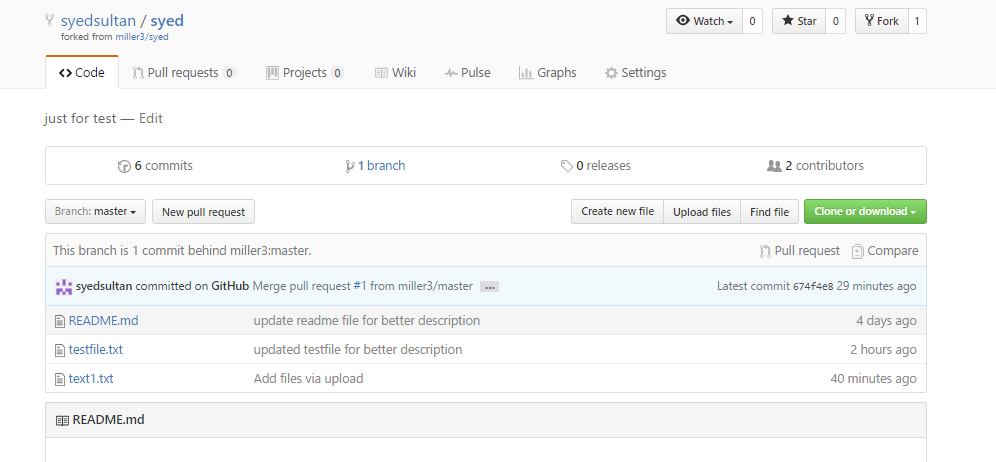 syedsultan / syed
forked from miller3/syed
Watch 0 Star 0 Fork 1
Code Pull requests 0 Projects 0 Wiki Pulse Graphs Settings
just for test — Edit
6 commits 1 branch 0 releases 2 contributors
Branch: master New pull request Create new file Upload files Find file Clone or download
This branch is 1 commit behind miller3:master. Pull request Compare
syedsultan committed on GitHub Merge pull request #1 from miller3/master ... Latest commit 674f4e8 29 minutes ago
README.md update readme file for better description 4 days ago
testfile.txt updated testfile for better description 2 hours ago
text1.txt Add files via upload 40 minutes ago
README.md